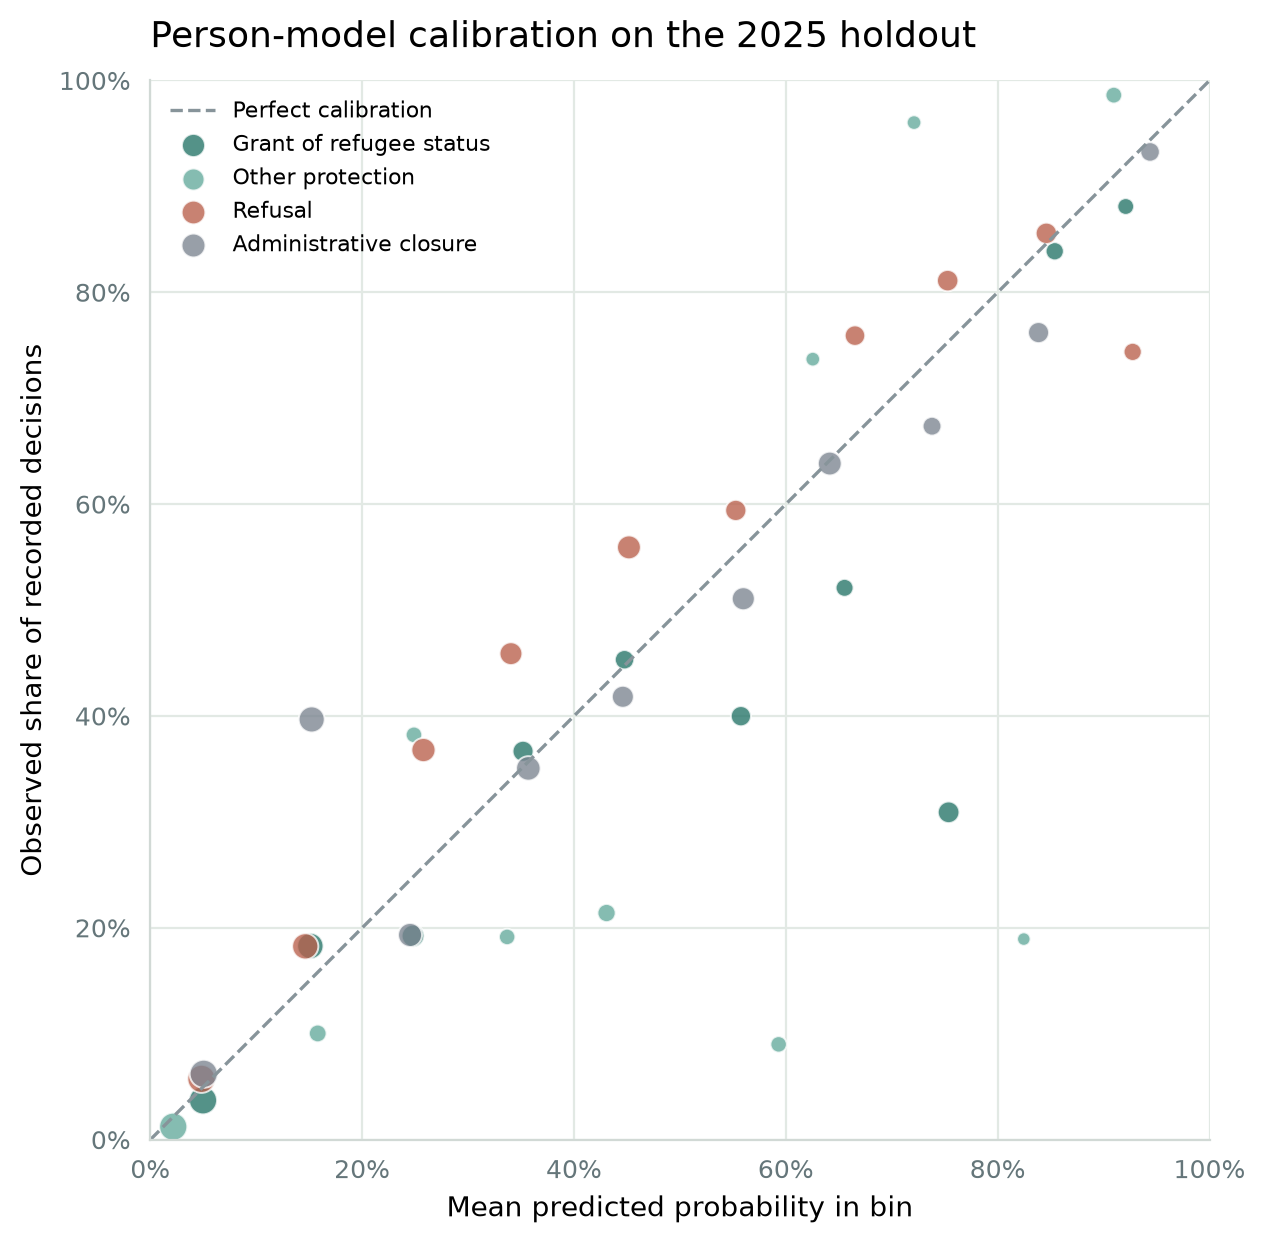 Person-model calibration on the 2025 holdout
100%
80%
60%
40%
20%
0%
Observed share of recorded decisions
Perfect calibration
Grant of refugee status
Other protection
Refusal
Administrative closure
0% 20% 40% 60% 80% 100%
Mean predicted probability in bin